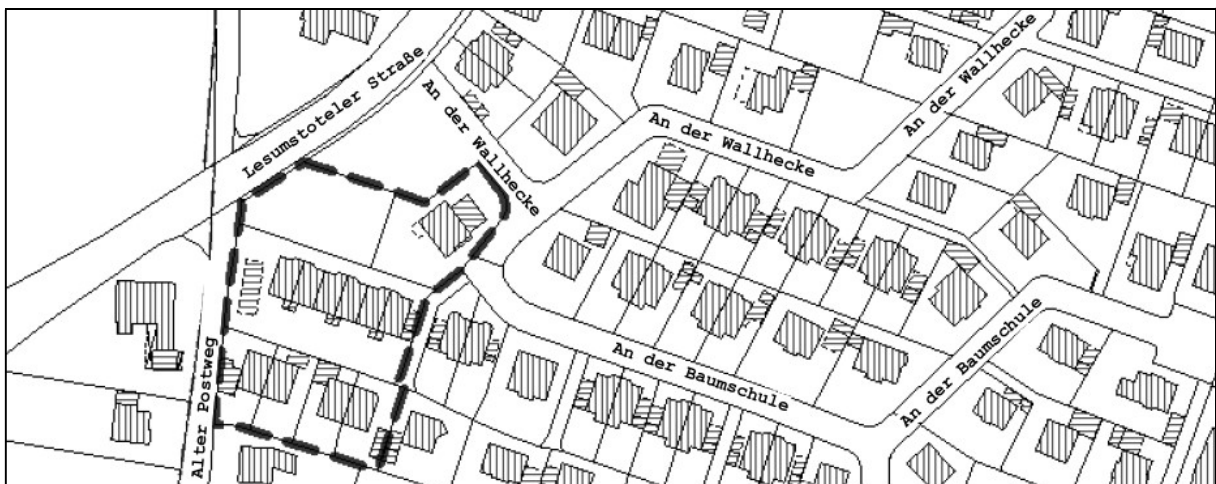 Lesumstoteler Straße
An der Wallhecke
An der Wallhecke
An der Wallhecke
Alter Postweg
An der Baumschule
An der Baumschule